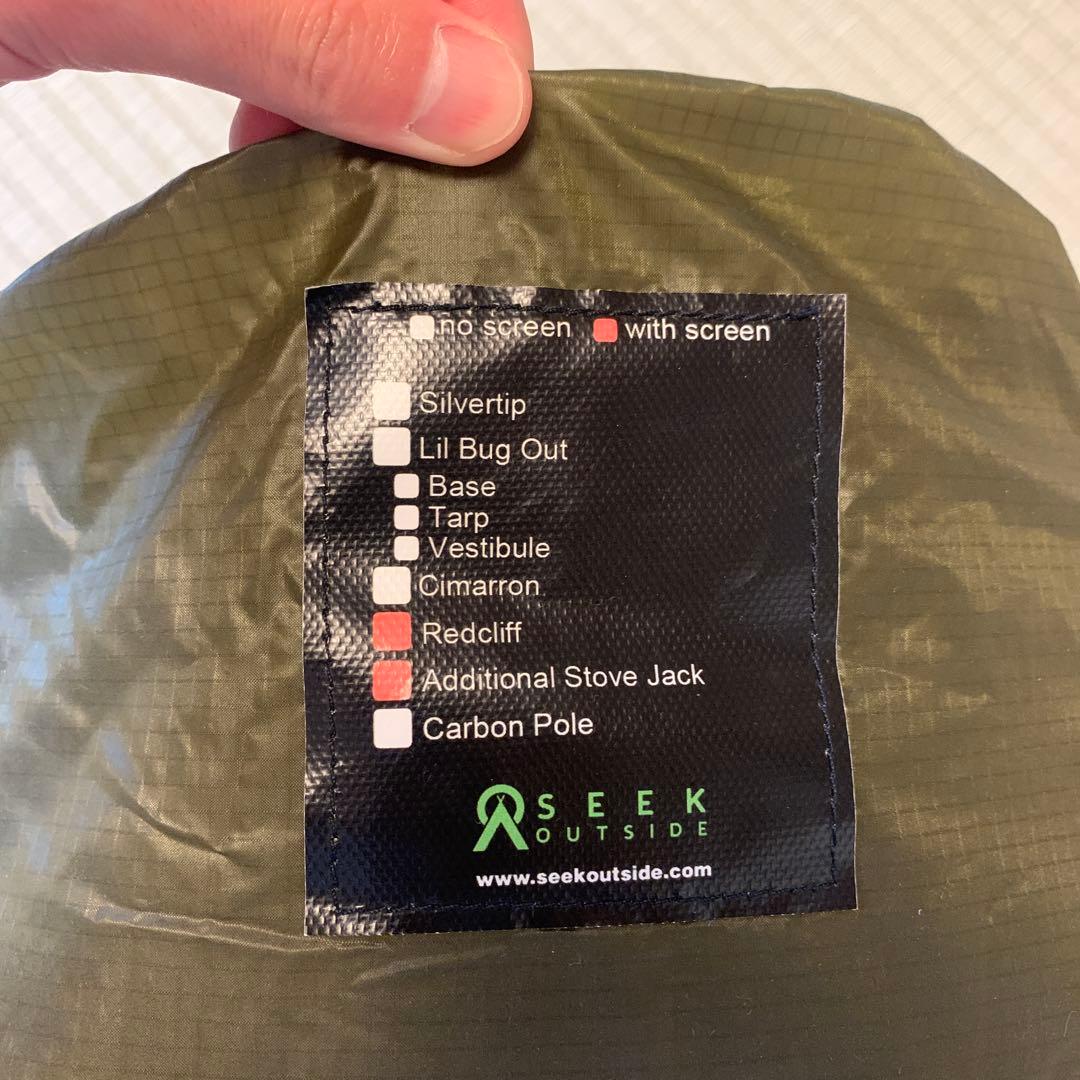 no screen with screen
Silvertip
Lil Bug Out
Base
Tarp
Vestibule
Cimarron
Redcliff
Additional Stove Jack
Carbon Pole
SEEK
OUTSIDE
www.seekoutside.com